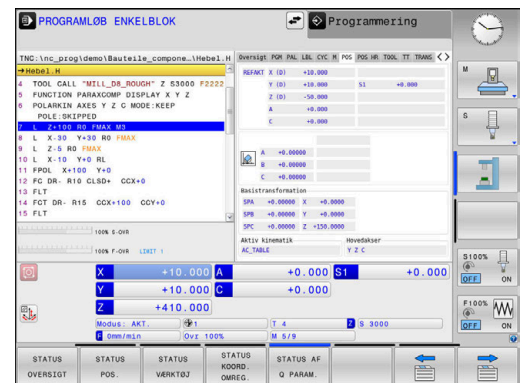 PROGRAMLØB ENKELBLOK
Programmering
TNC:\nc_prog\demo\Bauteile_compone…\Hebel.H
→Hebel.H
4 TOOL CALL "MILL_D8_ROUGH" Z S3000 F2222
5 FUNCTION PARAXCOMP DISPLAY X Y Z
6 POLARKIN AXES Y Z C MODE:KEEP
POLE:SKIPPED
7 L Z+100 R0 FMAX M3
8 L X-30 Y+30 R0 FMAX
9 L Z-5 R0 FMAX
10 L X-10 Y+0 RL
11 FPOL X+100 Y+0
12 FC DR- R10 CLSD+ CCX+0
13 FLT
14 FCT DR- R15 CCX+100 CCY+0
15 FLT
100% S-OVR
100% F-OVR LIMIT 1
Oversigt PGM PAL LBL CYC M POS POS HR TOOL TT TRANS
REFAKT X (D) +10.000
Y (D) +10.000 S1 +0.000
Z (D) -50.000
A +0.000
C +0.000
A +0.00000
B +0.00000
C +0.00000
Basistransformation
SPA +0.00000 X +0.0000
SPB +0.00000 Y +0.0000
SPC +0.00000 Z +150.0000
Aktiv kinematik Hovedakser
AC_TABLE Y Z C
X +10.000 A +0.000 S1 +0.000
Y +10.000 C +0.000
Z +410.000
Modus: AKT. 1 T 4 Z S 3000
F 0mm/min Ovr 100% M 5/9
M
S
S100%
OFF ON
F100%
OFF ON
STATUS OVERSIGT
STATUS POS.
STATUS VÆRKTØJ
STATUS KOORD. OMREG.
STATUS AF Q PARAM.